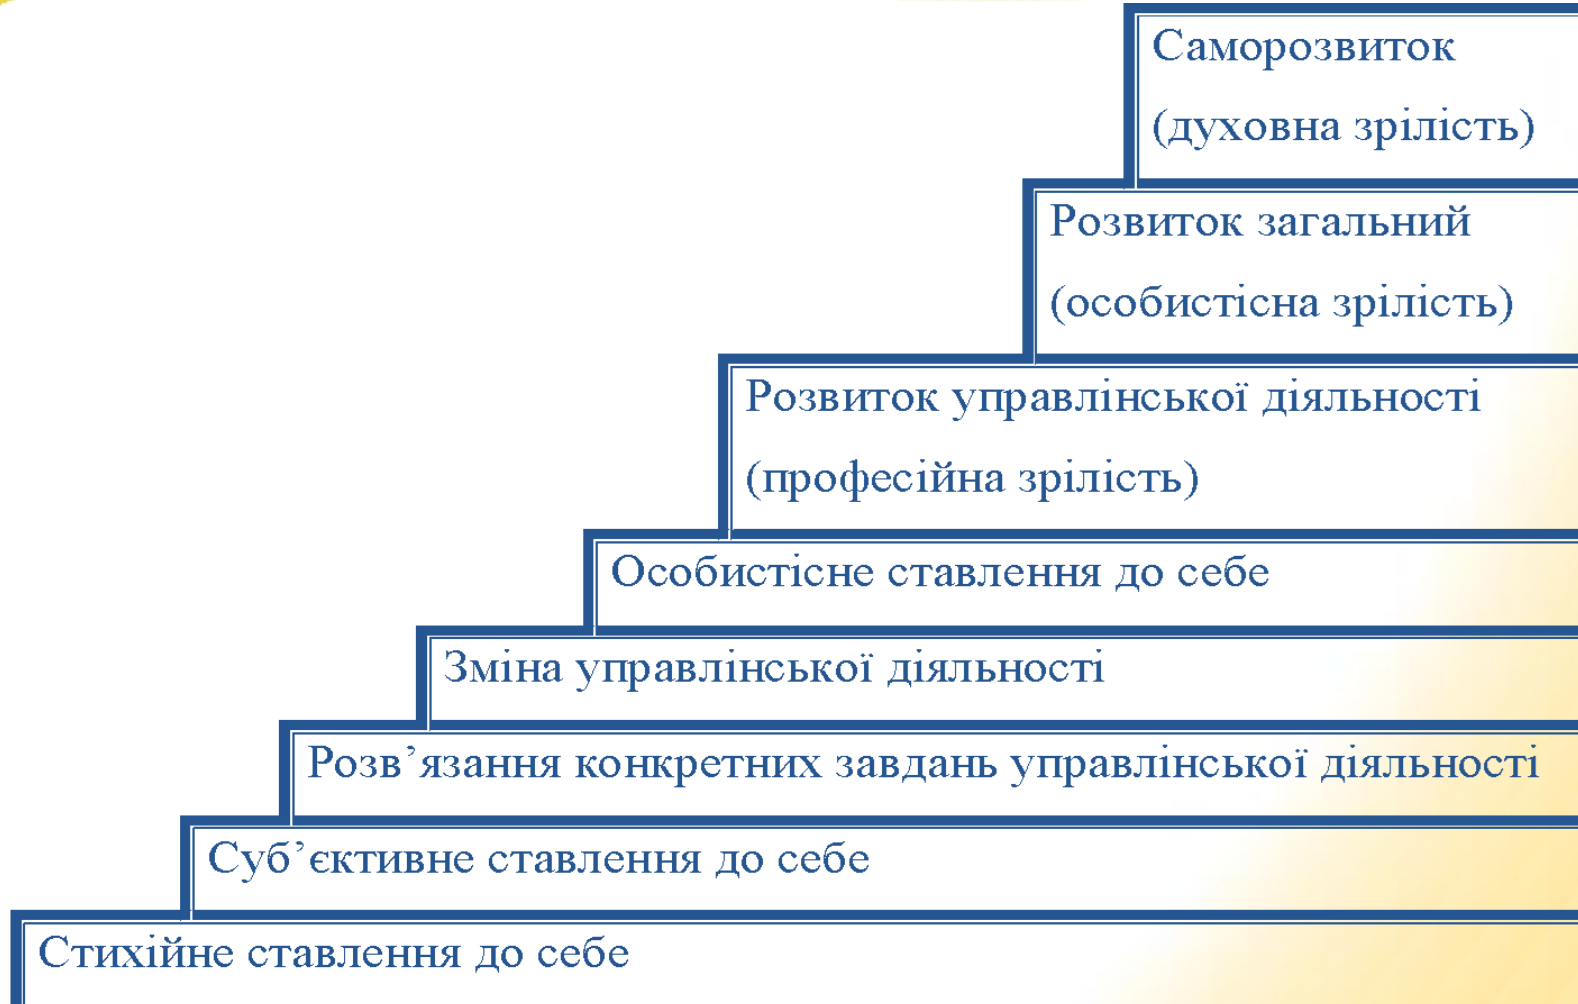 Саморозвиток
(духовна зрілість)
Розвиток загальний
(особистісна зрілість)
Розвиток управлінської діяльності
(професійна зрілість)
Особистісне ставлення до себе
Зміна управлінської діяльності
Розв’язання конкретних завдань управлінської діяльності
Суб’єктивне ставлення до себе
Стихійне ставлення до себе